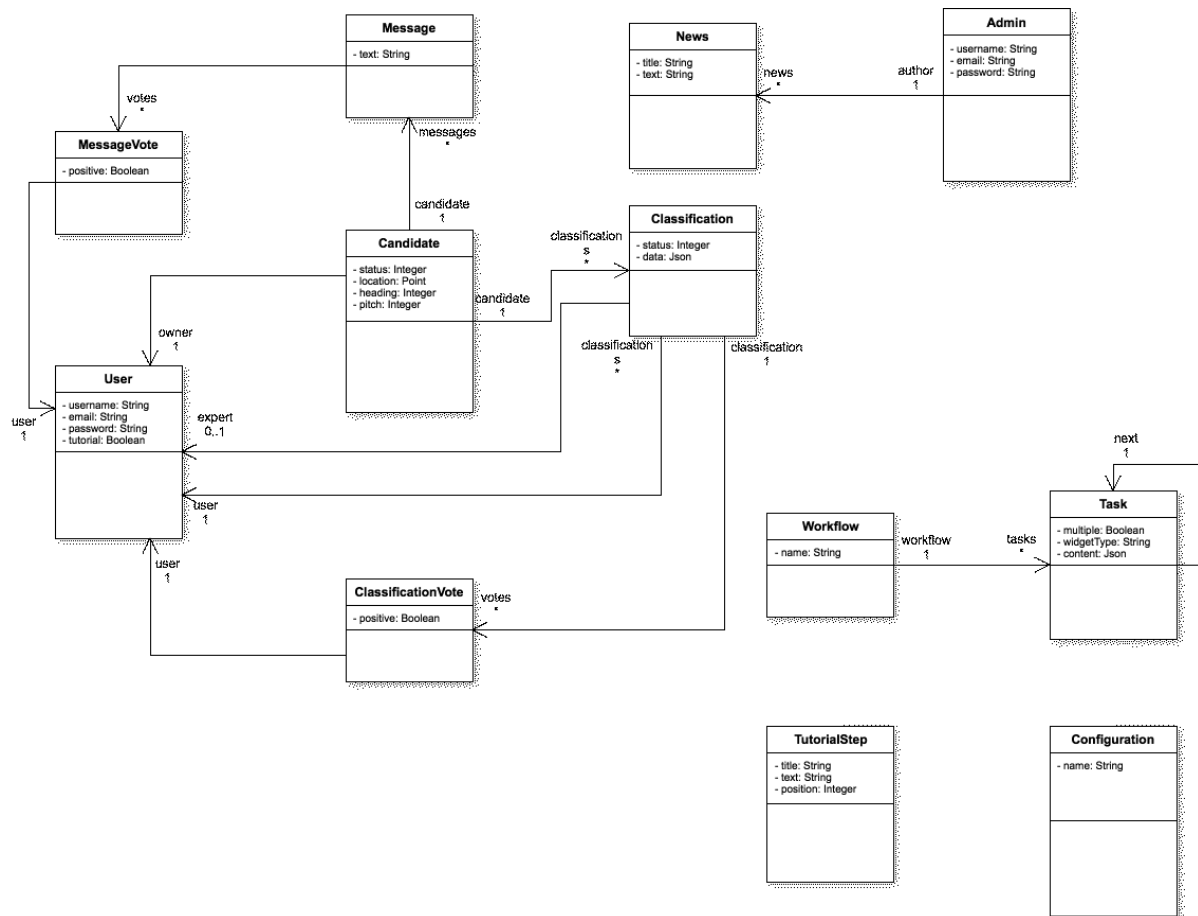 Message
- text: String
News
- title: String
- text: String
Admin
- username: String
- email: String
- password: String
news
*
author
1
votes
*
MessageVote
- positive: Boolean
messages
*
candidate
1
Candidate
- status: Integer
- location: Point
- heading: Integer
- pitch: Integer
classification
s
*
candidate
1
Classification
- status: Integer
- data: Json
owner
1
classification
s
*
classification
1
User
- username: String
- email: String
- password: String
- tutorial: Boolean
user
1
expert
0..1
user
1
user
1
next
1
Workflow
- name: String
workflow
1
tasks
*
Task
- multiple: Boolean
- widgetType: String
- content: Json
ClassificationVote
- positive: Boolean
votes
*
TutorialStep
- title: String
- text: String
- position: Integer
Configuration
- name: String